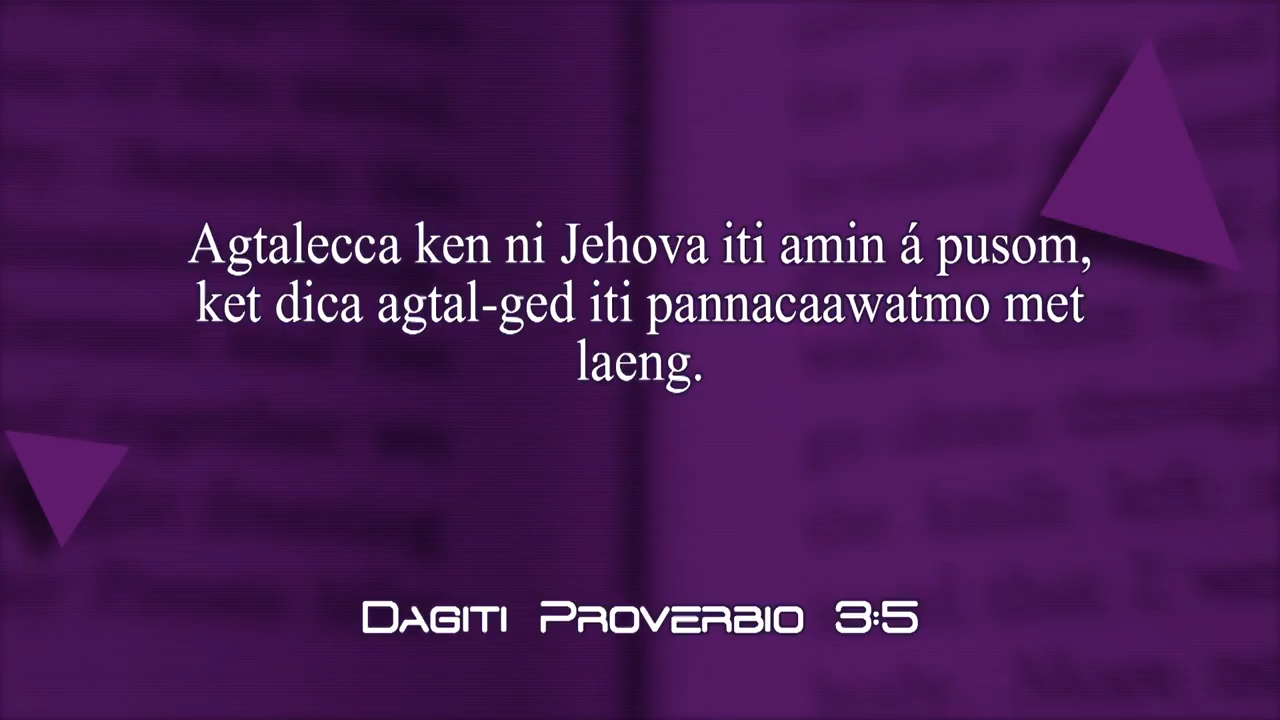 Agtalecca ken ni Jehova iti amin á pusom,
ket dica agtal-ged iti pannacaawatmo met
laeng.
Dagiti Proverbio 3:5